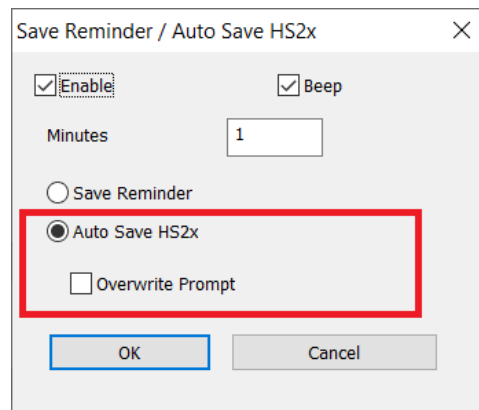 Save Reminder / Auto Save HS2x
Enable Beep
Minutes 1
Save Reminder
Auto Save HS2x
Overwrite Prompt
OK Cancel